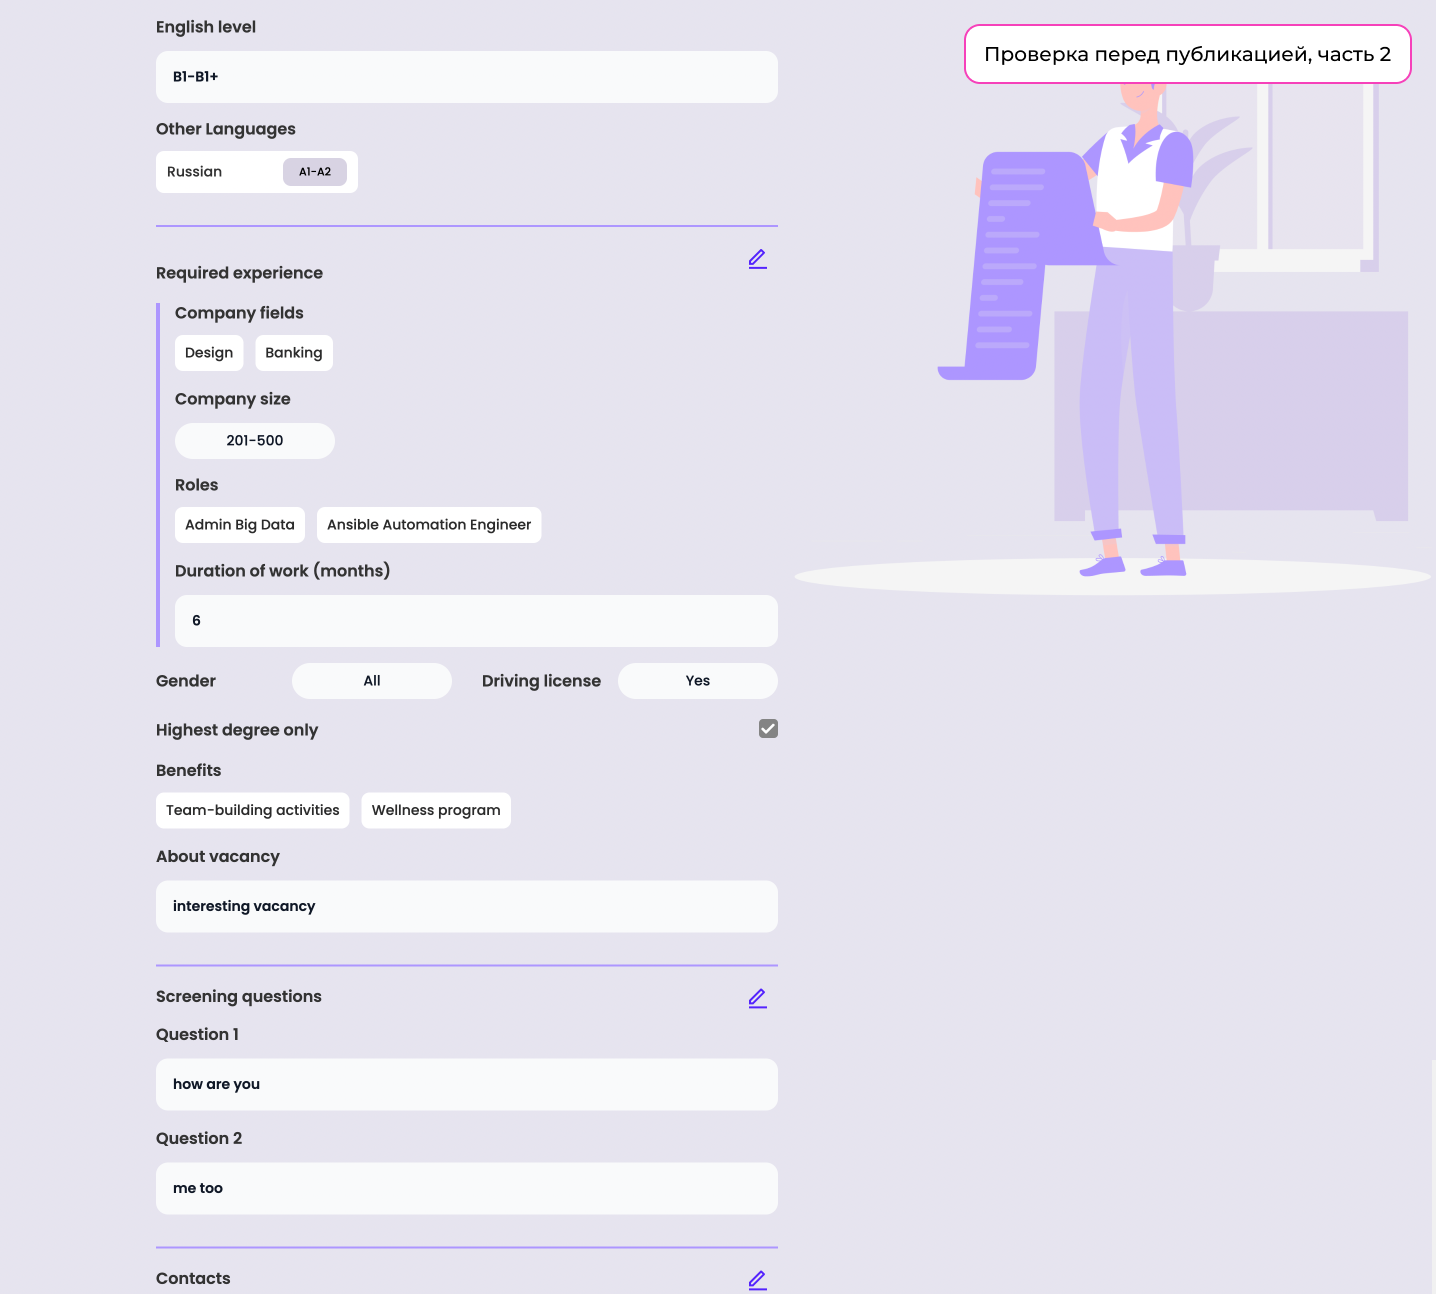 English level
B1-B1+
Other Languages
Russian A1-A2
Required experience
Company fields
Design Banking
Company size
201-500
Roles
Admin Big Data Ansible Automation Engineer
Duration of work (months)
6
Gender All Driving license Yes
Highest degree only
Benefits
Team-building activities Wellness program
About vacancy
interesting vacancy
Screening questions
Question 1
how are you
Question 2
me too
Contacts
Проверка перед публикацией, часть 2